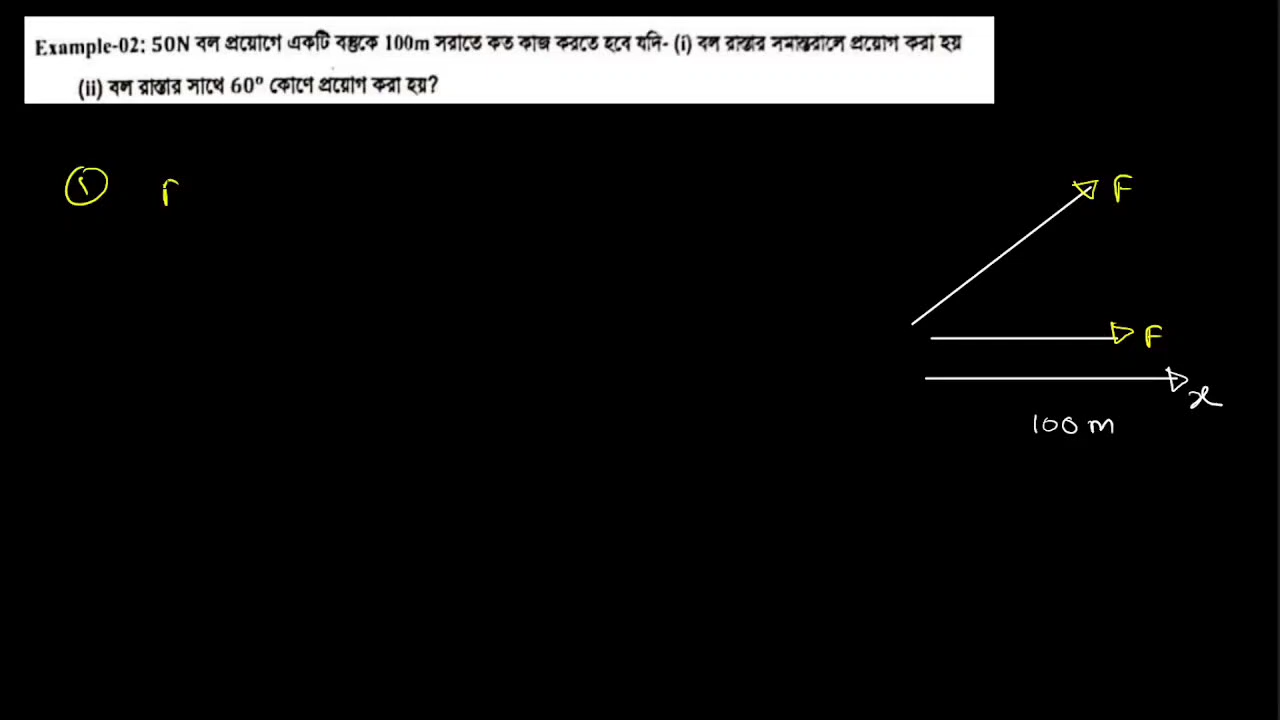 Example-02: 50N বল প্রয়োগে একটি বস্তুকে 100m সরাতে কত কাজ করতে হবে যদি- (i) বল রাস্তার সমান্তরালে প্রয়োগ করা হয়
(ii) বল রাস্তার সাথে 60° কোণে প্রয়োগ করা হয়?
F
F
x
100 m